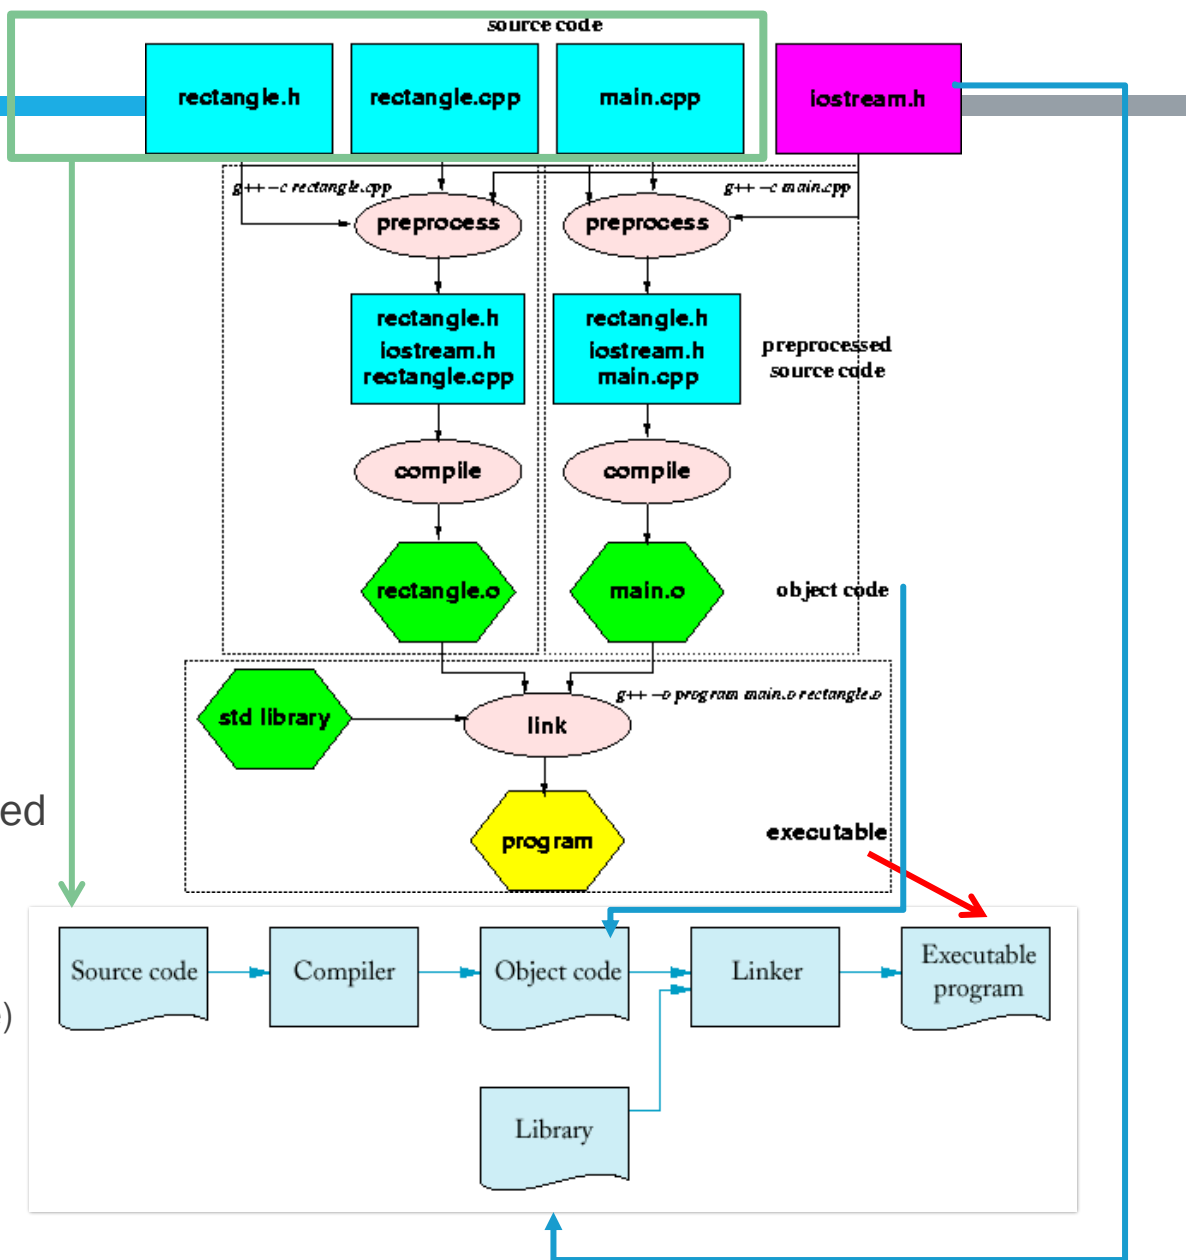 source code
rectangle.h
rectangle.cpp
main.cpp
iostream.h
g++ -c rectangle.cpp
g++ -c main.cpp
preprocess
preprocess
rectangle.h
iostream.h
rectangle.cpp
rectangle.h
iostream.h
main.cpp
preprocessed
source code
compile
compile
rectangle.o
main.o
object code
g++ -o program main.o rectangle.o
std library
link
ed
program
executable
Source code
Compiler
Object code
Linker
Executable
program
)
Library